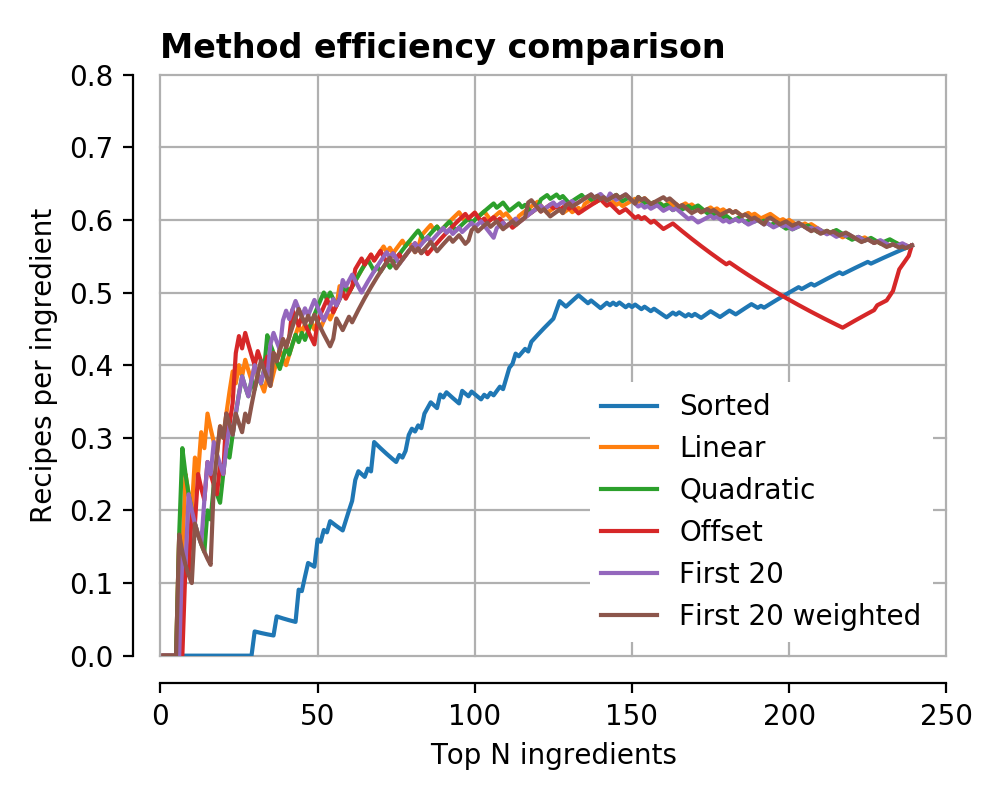 Method efficiency comparison
0.8
0.7
0.6
0.5
0.4
0.3
0.2
0.1
0.0
Recipes per ingredient
Sorted
Linear
Quadratic
Offset
First 20
First 20 weighted
0 50 100 150 200 250
Top N ingredients